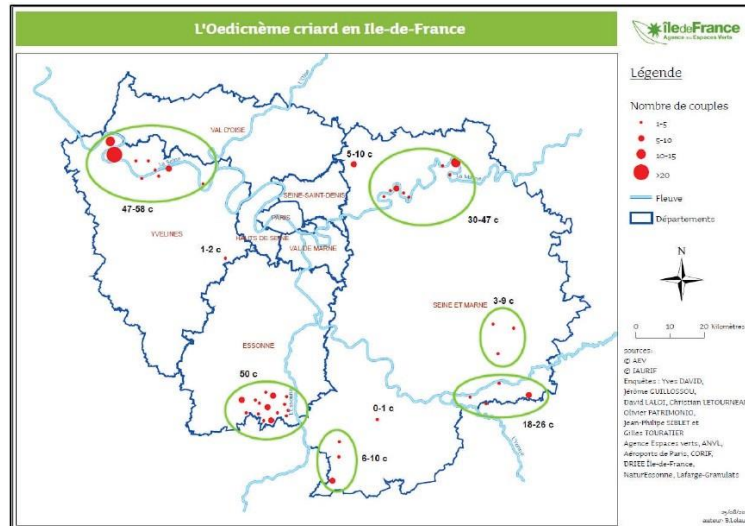 L'Oedicnème criard en Ile-de-France
îledeFrance
Agence des Espaces Verts
Légende
Nombre de couples
1-5
5-10
10-15
>20
Fleuve
Départements
N
0 10 20 Kilomètres
sources:
© AEV
© IAURIF
Enquêtes : Yves DAVID,
Jérôme GUILLOSSOU,
David LALOI, Christian LETOURNEAU
Olivier PATRIMONIO,
Jean-Philippe SIBLET et
Gilles TOURATIER
Agence Espaces verts, ANVL,
Aéroports de Paris, CORIF,
DRIEE Île-de-France,
NaturEssonne, Lafarge-Granulats
VAL D'OISE
47-58 c
YVELINES
1-2 c
5-10 c
SEINE-SAINT-DENIS
PARIS
HAUTS DE SEINE
VAL DE MARNE
30-47 c
SEINE ET MARNE
3-9 c
ESSONNE
50 c
0-1 c
6-10 c
18-26 c